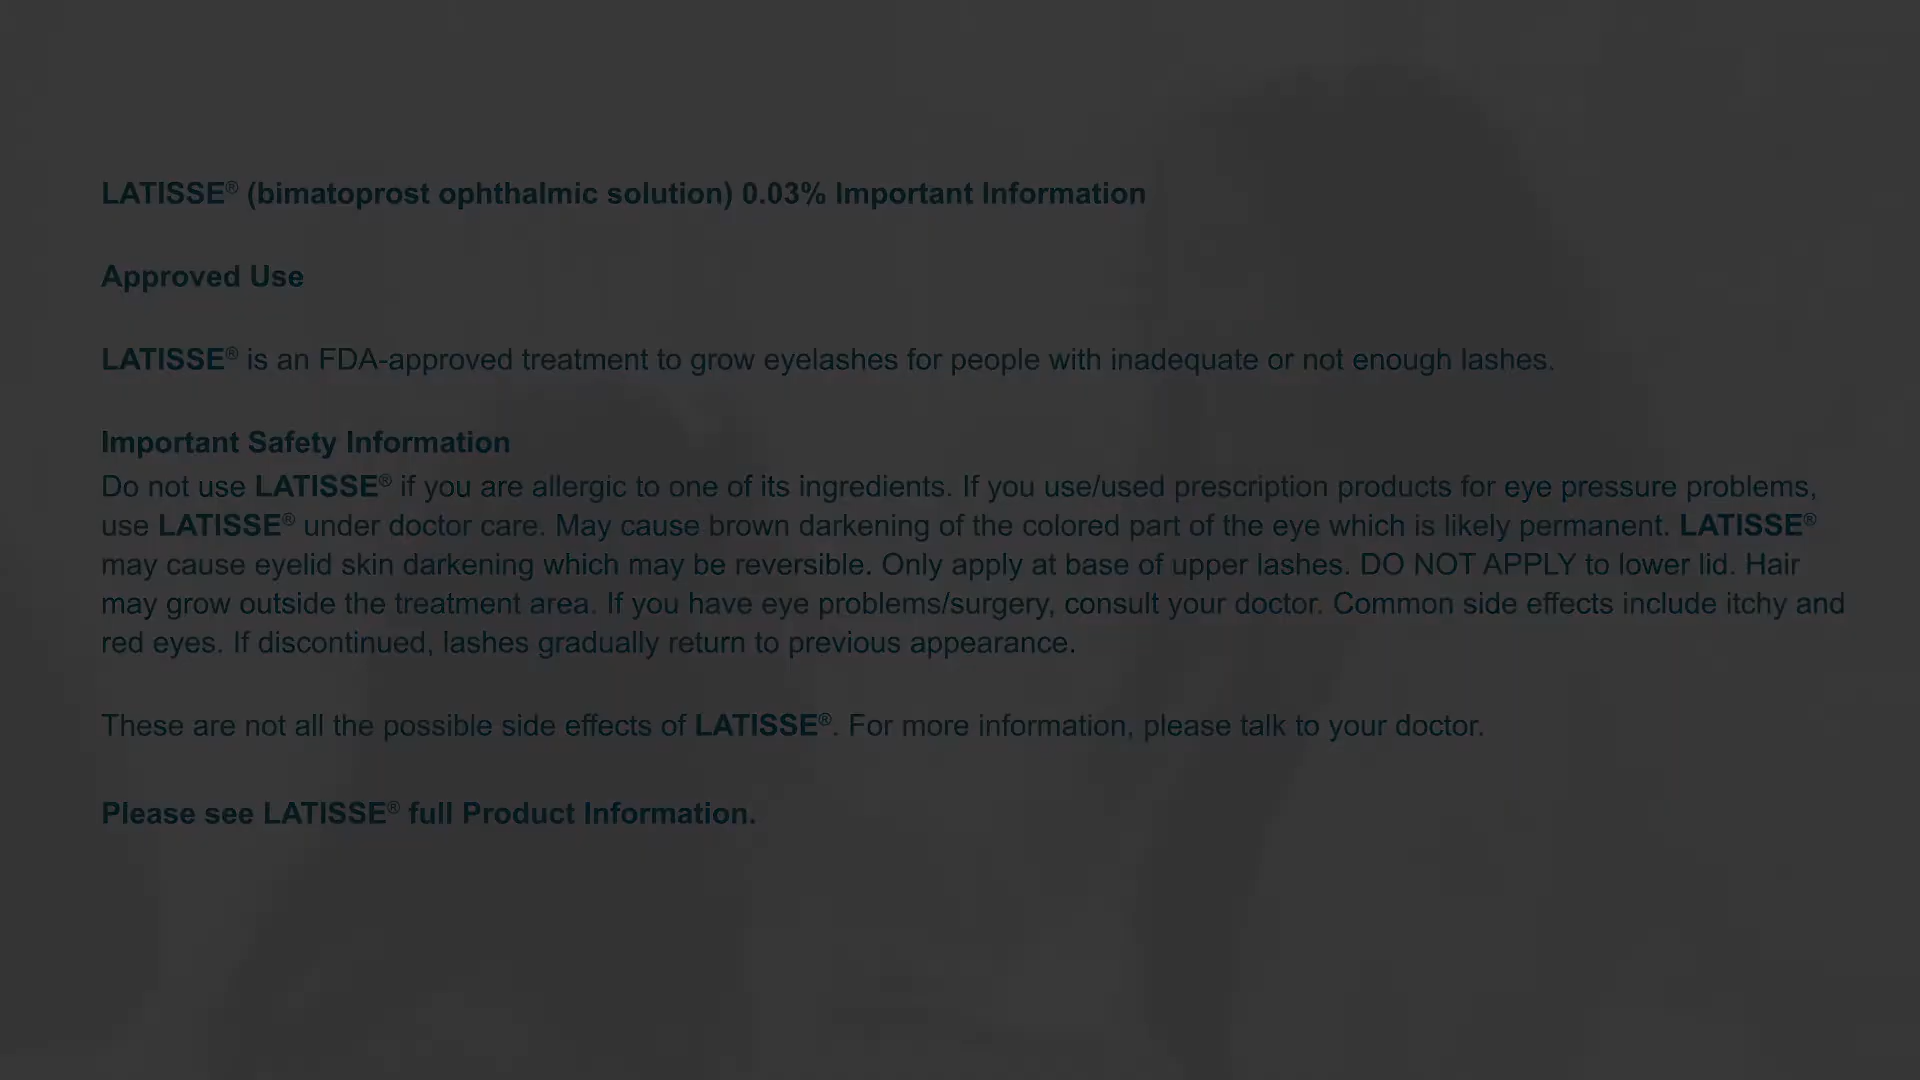 LATISSE® (bimatoprost ophthalmic solution) 0.03% Important Information
Approved Use
LATISSE® is an FDA-approved treatment to grow eyelashes for people with inadequate or not enough lashes.
Important Safety Information
Do not use LATISSE® if you are allergic to one of its ingredients. If you use/used prescription products for eye pressure problems,
use LATISSE® under doctor care. May cause brown darkening of the colored part of the eye which is likely permanent. LATISSE®
may cause eyelid skin darkening which may be reversible. Only apply at base of upper lashes. DO NOT APPLY to lower lid. Hair
may grow outside the treatment area. If you have eye problems/surgery, consult your doctor. Common side effects include itchy and
red eyes. If discontinued, lashes gradually return to previous appearance.
These are not all the possible side effects of LATISSE®. For more information, please talk to your doctor.
Please see LATISSE® full Product Information.